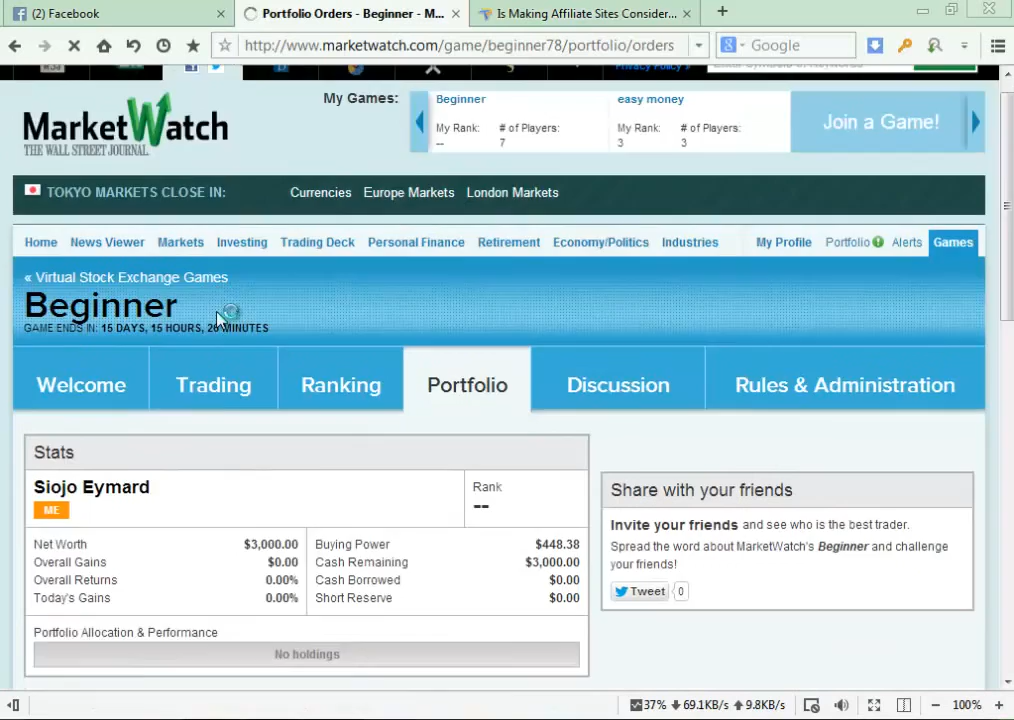 (2) Facebook
Portfolio Orders - Beginner - M...
Is Making Affiliate Sites Consider...
http://www.marketwatch.com/game/beginner78/portfolio/orders
Google
Privacy Policy »
My Games:
Beginner
easy money
My Rank:
# of Players:
My Rank:
# of Players:
--
7
3
3
Join a Game!
MarketWatch
THE WALL STREET JOURNAL.
TOKYO MARKETS CLOSE IN:
Currencies
Europe Markets
London Markets
Home
News Viewer
Markets
Investing
Trading Deck
Personal Finance
Retirement
Economy/Politics
Industries
My Profile
Portfolio
Alerts
Games
« Virtual Stock Exchange Games
Beginner
GAME ENDS IN: 15 DAYS, 15 HOURS, MINUTES
Welcome
Trading
Ranking
Portfolio
Discussion
Rules & Administration
Stats
Siojo Eymard
ME
Rank
--
Net Worth $3,000.00
Overall Gains $0.00
Overall Returns 0.00%
Today's Gains 0.00%
Buying Power $448.38
Cash Remaining $3,000.00
Cash Borrowed $0.00
Short Reserve $0.00
Portfolio Allocation & Performance
No holdings
Share with your friends
Invite your friends and see who is the best trader.
Spread the word about MarketWatch's Beginner and challenge
your friends!
Tweet
0
37% 69.1KB/s 9.8KB/s
100%